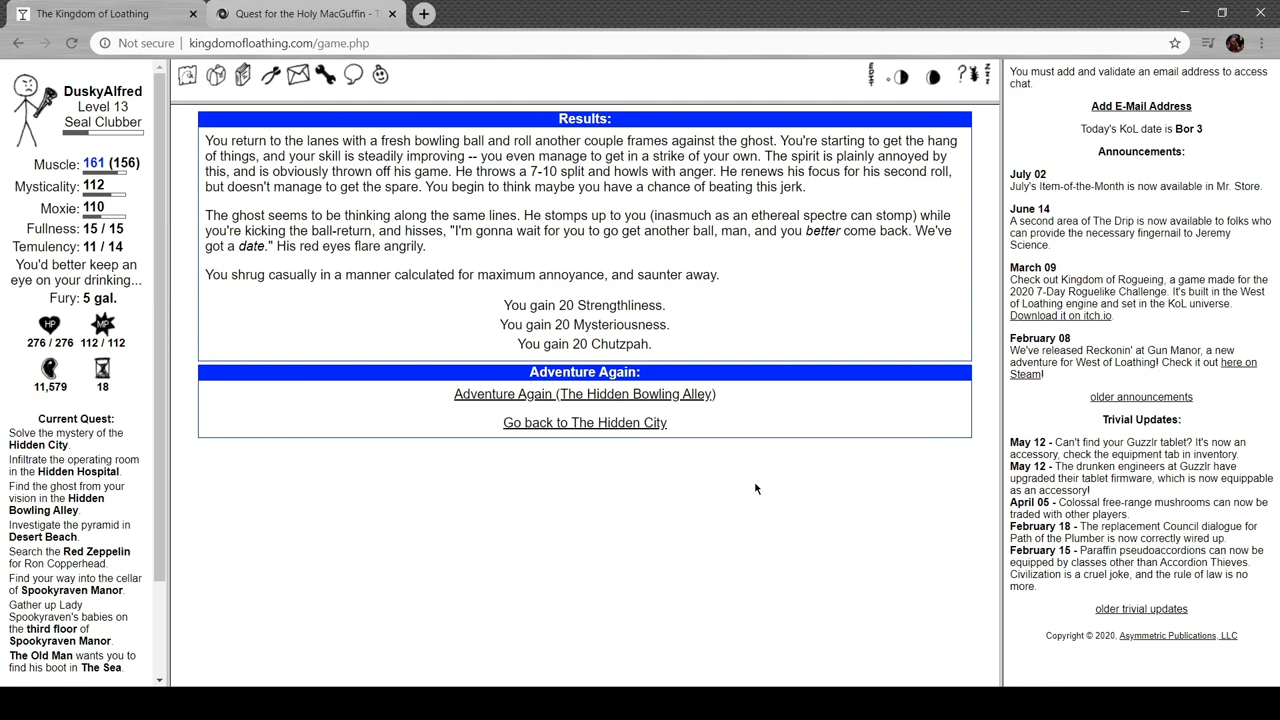 The Kingdom of Loathing
Quest for the Holy MacGuffin - T
Not secure | kingdomofloathing.com/game.php
DuskyAlfred
Level 13
Seal Clubber
Muscle: 161 (156)
Mysticality: 112
Moxie: 110
Fullness: 15 / 15
Temulency: 11 / 14
You'd better keep an
eye on your drinking...
Fury: 5 gal.
HP MP
276 / 276 112 / 112
11,579 18
Current Quest:
Solve the mystery of the
Hidden City.
Infiltrate the operating room
in the Hidden Hospital.
Find the ghost from your
vision in the Hidden
Bowling Alley.
Investigate the pyramid in
Desert Beach.
Search the Red Zeppelin
for Ron Copperhead.
Find your way into the cellar
of Spookyraven Manor.
Gather up Lady
Spookyraven's babies on
the third floor of
Spookyraven Manor.
The Old Man wants you to
find his boot in The Sea.
Results:
You return to the lanes with a fresh bowling ball and roll another couple frames against the ghost. You're starting to get the hang
of things, and your skill is steadily improving -- you even manage to get in a strike of your own. The spirit is plainly annoyed by
this, and is obviously thrown off his game. He throws a 7-10 split and howls with anger. He renews his focus for his second roll,
but doesn't manage to get the spare. You begin to think maybe you have a chance of beating this jerk.
The ghost seems to be thinking along the same lines. He stomps up to you (inasmuch as an ethereal spectre can stomp) while
you're kicking the ball-return, and hisses, "I'm gonna wait for you to go get another ball, man, and you better come back. We've
got a date." His red eyes flare angrily.
You shrug casually in a manner calculated for maximum annoyance, and saunter away.
You gain 20 Strengthliness.
You gain 20 Mysteriousness.
You gain 20 Chutzpah.
Adventure Again:
Adventure Again (The Hidden Bowling Alley)
Go back to The Hidden City
You must add and validate an email address to access
chat.
Add E-Mail Address
Today's KoL date is Bor 3
Announcements:
July 02
July's Item-of-the-Month is now available in Mr. Store.
June 14
A second area of The Drip is now available to folks who
can provide the necessary fingernail to Jeremy
Science.
March 09
Check out Kingdom of Rogueing, a game made for the
2020 7-Day Roguelike Challenge. It's built in the West
of Loathing engine and set in the KoL universe.
Download it on itch.io.
February 08
We've released Reckonin' at Gun Manor, a new
adventure for West of Loathing! Check it out here on
Steam!
older announcements
Trivial Updates:
May 12 - Can't find your Guzzlr tablet? It's now an
accessory, check the equipment tab in inventory.
May 12 - The drunken engineers at Guzzlr have
upgraded their tablet firmware, which is now equippable
as an accessory!
April 05 - Colossal free-range mushrooms can now be
traded with other players.
February 18 - The replacement Council dialogue for
Path of the Plumber is now correctly wired up.
February 15 - Paraffin pseudoaccordions can now be
equipped by classes other than Accordion Thieves.
Civilization is a cruel joke, and the rule of law is no
more.
older trivial updates
Copyright © 2020, Asymmetric Publications, LLC